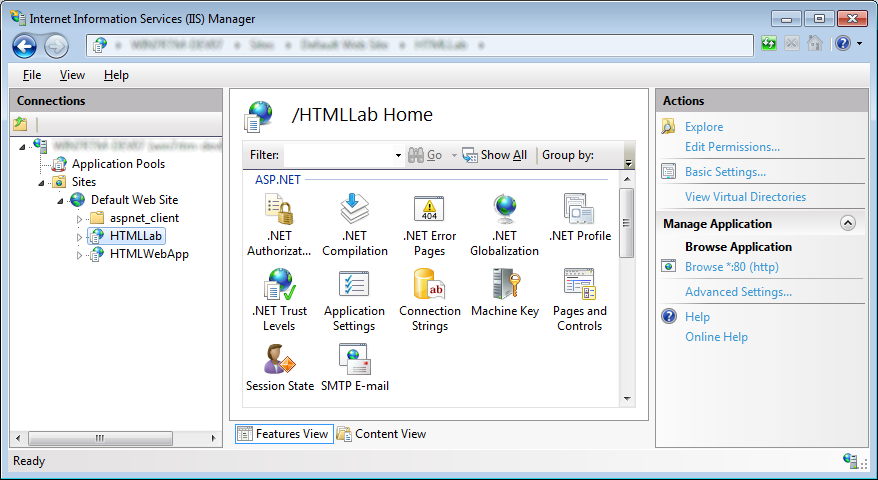 Internet Information Services (IIS) Manager
Sites
Default Web Site
HTMLLab
File View Help
Connections
Application Pools
Sites
Default Web Site
aspnet_client
HTMLLab
HTMLWebApp
/HTMLLab Home
Filter: Go Show All Group by:
ASP.NET
.NET Authorizat...
.NET Compilation
.NET Error Pages
.NET Globalization
.NET Profile
.NET Trust Levels
Application Settings
Connection Strings
Machine Key
Pages and Controls
Session State
SMTP E-mail
Features View Content View
Actions
Explore
Edit Permissions...
Basic Settings...
View Virtual Directories
Manage Application
Browse Application
Browse *:80 (http)
Advanced Settings...
Help
Online Help
Ready